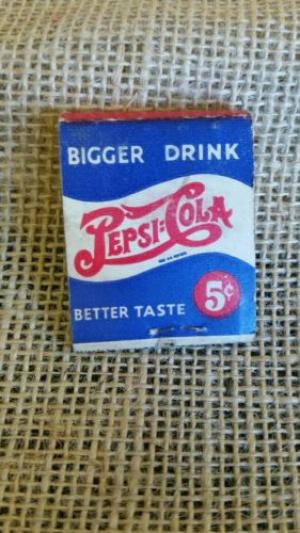 BIGGER DRINK
PEPSI=COLA
BETTER TASTE 5¢